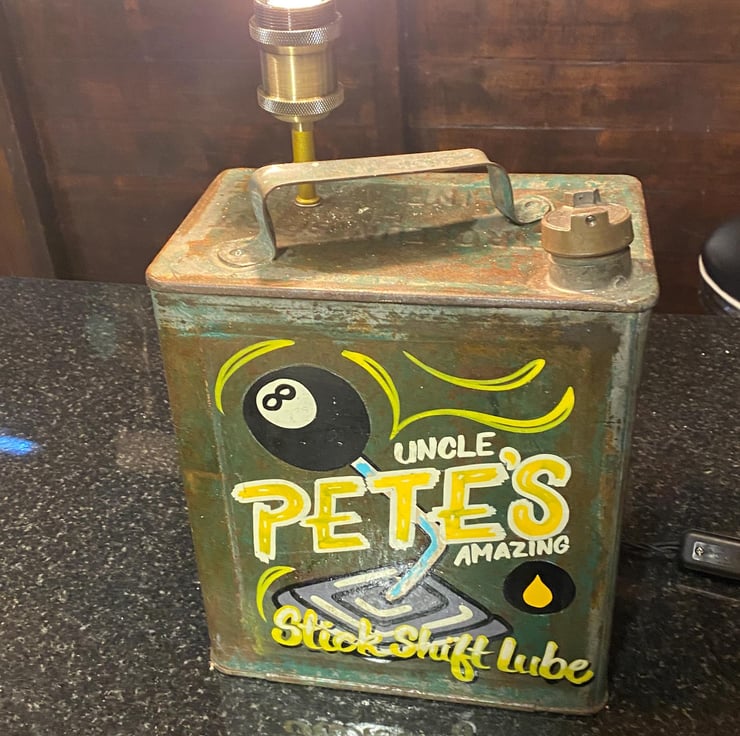 8
UNCLE
PETE'S
AMAZING
Stick Shift Lube